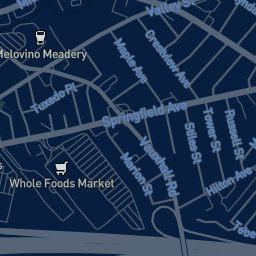 Valley St
Melovino Meadery
Maple Ave
Crestview Ave
Tuxedo Pl
Springfield Ave
Vauxhall Rd
Stiles St
Tower St
Russell St
Marion St
Hilton Ave
Whole Foods Market